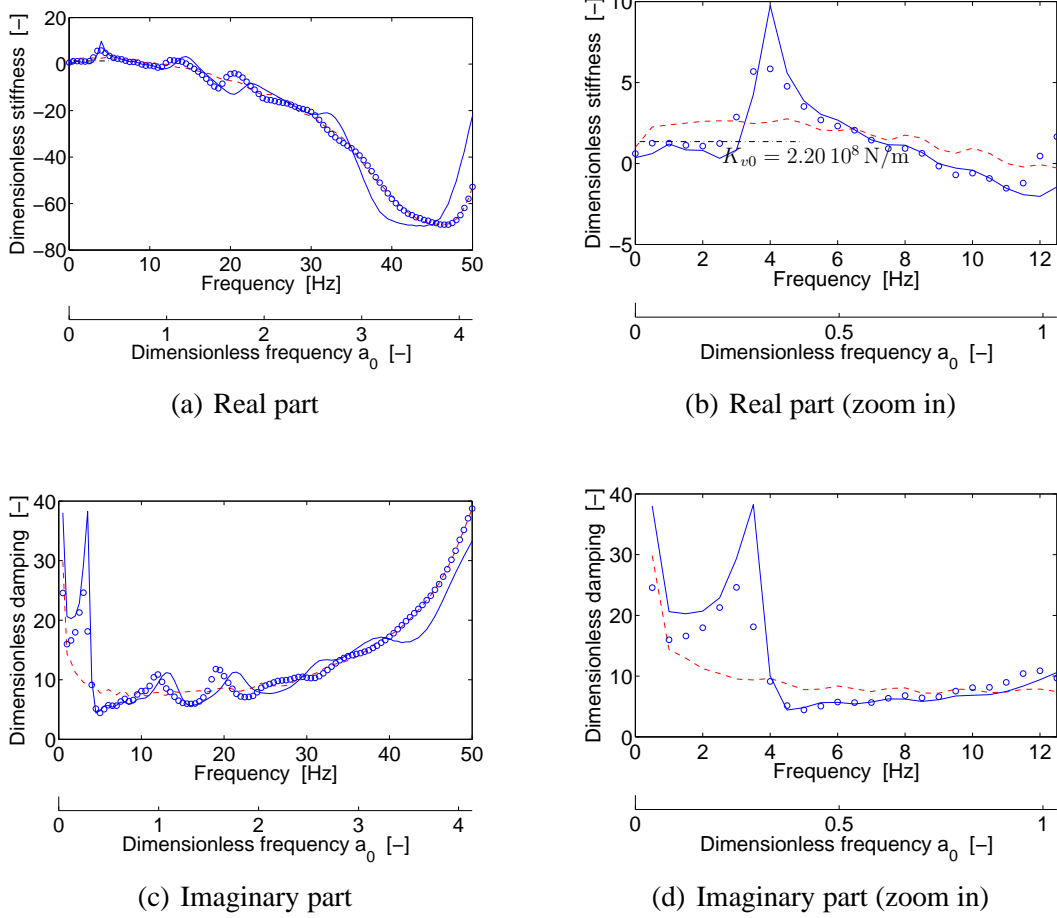 20
0
−20
−40
−60
−80
Dimensionless stiffness [−]
0 10 20 30 40 50
Frequency [Hz]
0 1 2 3 4
Dimensionless frequency a0 [−]
(a) Real part
10
5
0
−5
Dimensionless stiffness [−]
Kv0 = 2.20 10^8 N/m
0 2 4 6 8 10 12
Frequency [Hz]
0 0.5 1
Dimensionless frequency a0 [−]
(b) Real part (zoom in)
40
30
20
10
0
Dimensionless damping [−]
0 10 20 30 40 50
Frequency [Hz]
0 1 2 3 4
Dimensionless frequency a0 [−]
(c) Imaginary part
40
30
20
10
0
Dimensionless damping [−]
0 2 4 6 8 10 12
Frequency [Hz]
0 0.5 1
Dimensionless frequency a0 [−]
(d) Imaginary part (zoom in)